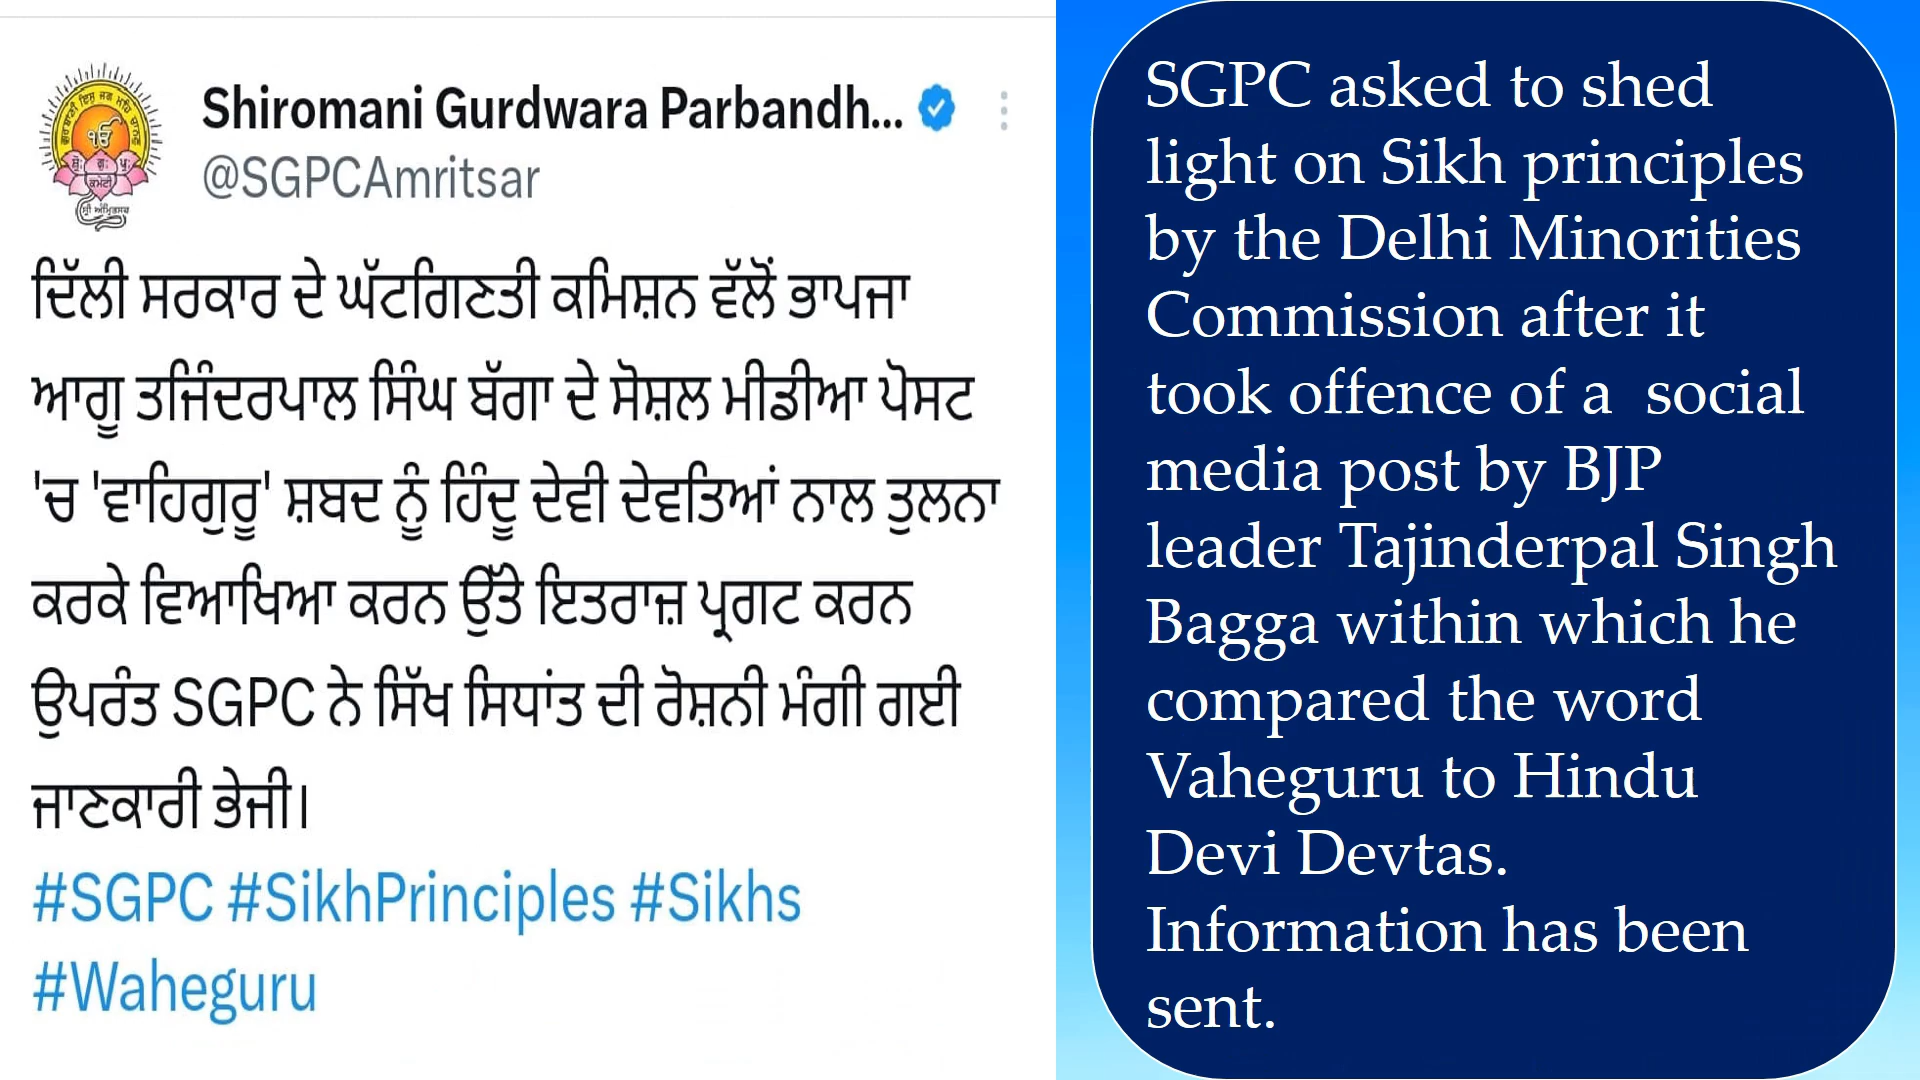 Shiromani Gurdwara Parbandh...
@SGPCAmritsar
ਦਿੱਲੀ ਸਰਕਾਰ ਦੇ ਘੱਟਗਿਣਤੀ ਕਮਿਸ਼ਨ ਵੱਲੋਂ ਭਾਪਜਾ
ਆਗੂ ਤਜਿੰਦਰਪਾਲ ਸਿੰਘ ਬੱਗਾ ਦੇ ਸੋਸ਼ਲ ਮੀਡੀਆ ਪੋਸਟ
'ਚ 'ਵਾਹਿਗੁਰੂ' ਸ਼ਬਦ ਨੂੰ ਹਿੰਦੂ ਦੇਵੀ ਦੇਵਤਿਆਂ ਨਾਲ ਤੁਲਨਾ
ਕਰਕੇ ਵਿਆਖਿਆ ਕਰਨ ਉੱਤੇ ਇਤਰਾਜ਼ ਪ੍ਰਗਟ ਕਰਨ
ਉਪਰੰਤ SGPC ਨੇ ਸਿੱਖ ਸਿਧਾਂਤ ਦੀ ਰੋਸ਼ਨੀ ਮੰਗੀ ਗਈ
ਜਾਣਕਾਰੀ ਭੇਜੀ।
#SGPC #SikhPrinciples #Sikhs
#Waheguru
SGPC asked to shed
light on Sikh principles
by the Delhi Minorities
Commission after it
took offence of a  social
media post by BJP
leader Tajinderpal Singh
Bagga within which he
compared the word
Vaheguru to Hindu
Devi Devtas.
Information has been
sent.